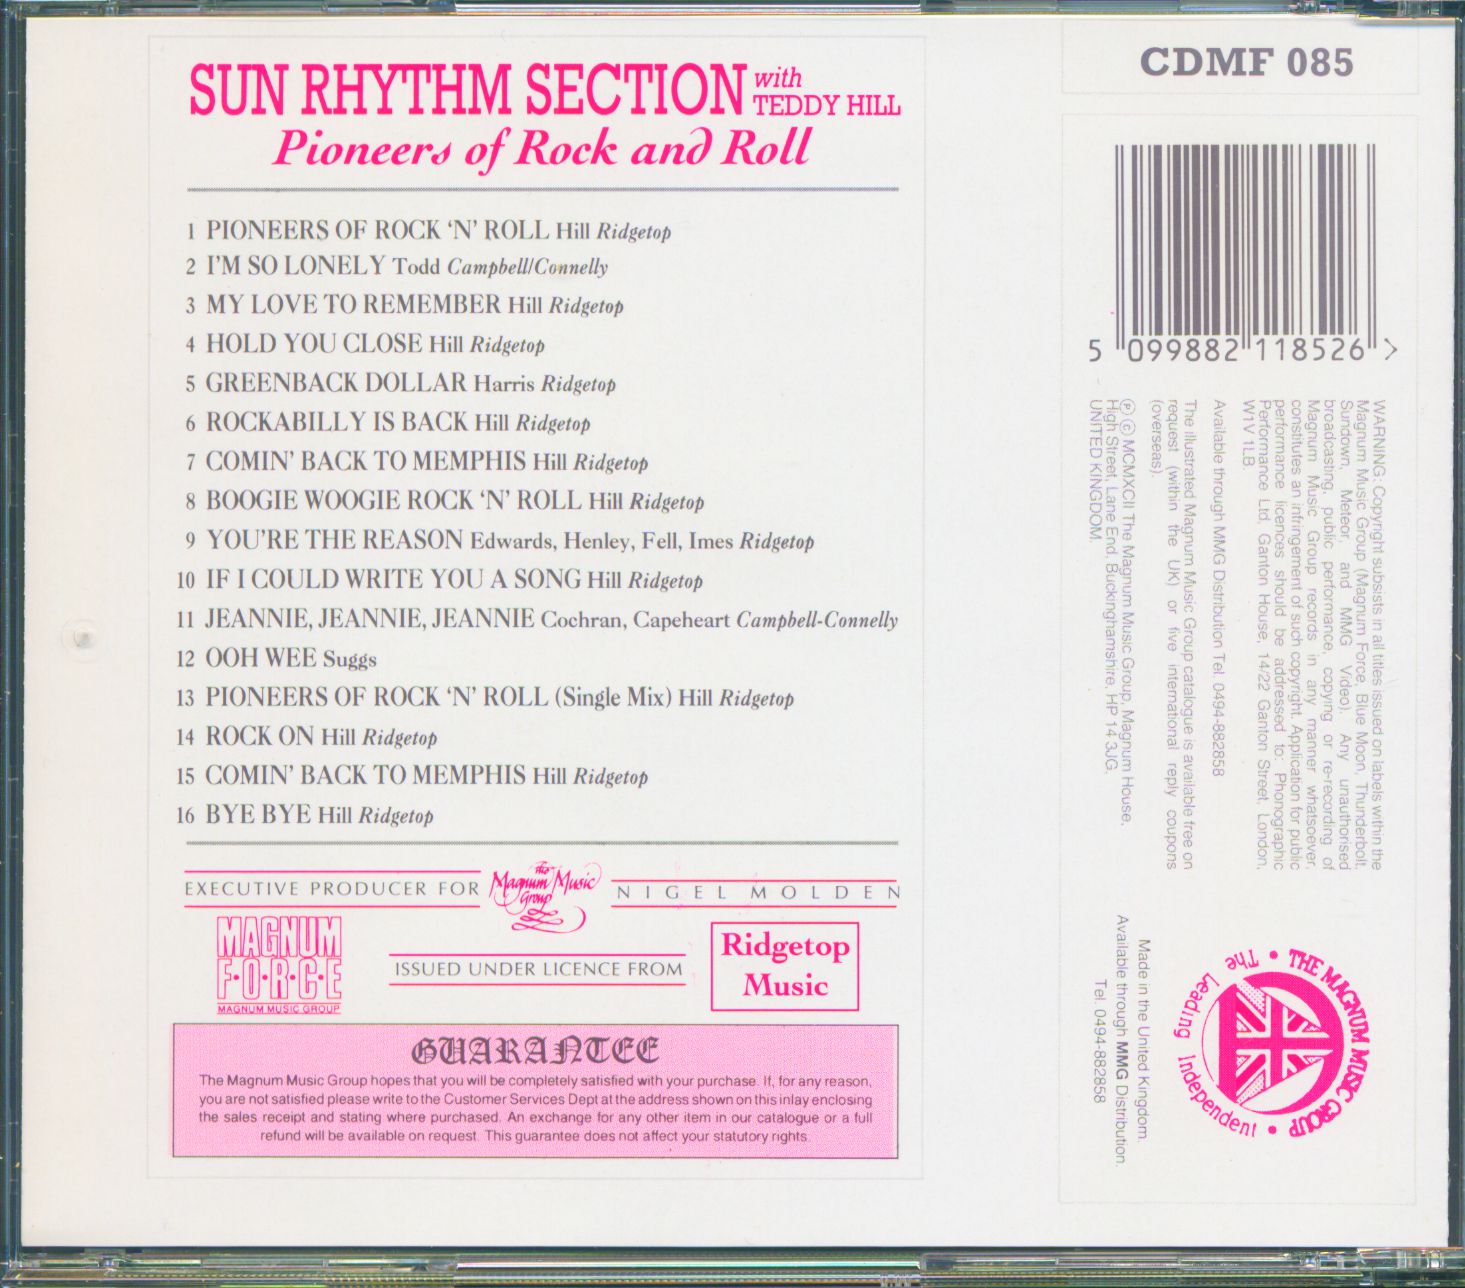 SUN RHYTHM SECTION with TEDDY HILL
Pioneers of Rock and Roll
1 PIONEERS OF ROCK 'N' ROLL Hill Ridgetop
2 I'M SO LONELY Todd Campbell/Connelly
3 MY LOVE TO REMEMBER Hill Ridgetop
4 HOLD YOU CLOSE Hill Ridgetop
5 GREENBACK DOLLAR Harris Ridgetop
6 ROCKABILLY IS BACK Hill Ridgetop
7 COMIN' BACK TO MEMPHIS Hill Ridgetop
8 BOOGIE WOOGIE ROCK 'N' ROLL Hill Ridgetop
9 YOU'RE THE REASON Edwards, Henley, Fell, Imes Ridgetop
10 IF I COULD WRITE YOU A SONG Hill Ridgetop
11 JEANNIE, JEANNIE, JEANNIE Cochran, Capeheart Campbell-Connelly
12 OOH WEE Suggs
13 PIONEERS OF ROCK 'N' ROLL (Single Mix) Hill Ridgetop
14 ROCK ON Hill Ridgetop
15 COMIN' BACK TO MEMPHIS Hill Ridgetop
16 BYE BYE Hill Ridgetop
EXECUTIVE PRODUCER FOR the Magnum Music Group NIGEL MOLDEN
MAGNUM
F·O·R·C·E
MAGNUM MUSIC GROUP
ISSUED UNDER LICENCE FROM
Ridgetop
Music
GUARANTEE
The Magnum Music Group hopes that you will be completely satisfied with your purchase. If, for any reason,
you are not satisfied please write to the Customer Services Dept at the address shown on this inlay enclosing
the sales receipt and stating where purchased. An exchange for any other item in our catalogue or a full
refund will be available on request. This guarantee does not affect your statutory rights.
CDMF 085
5 099882 118526 >
WARNING: Copyright subsists in all titles issued on labels within the
Magnum Music Group (Magnum Force, Blue Moon, Thunderbolt,
Sundown, Meteor, and MMG Video). Any unauthorised
broadcasting, public performance, copying or re-recording of
Magnum Music Group records in any manner whatsoever,
constitutes an infringement of such copyright. Application for public
performance licences should be addressed to: Phonographic
Performance Ltd, Ganton House, 14/22 Ganton Street, London,
W1V 1LB.
Available through MMG Distribution Tel. 0494-882858
The illustrated Magnum Music Group catalogue is available free on
request (within the UK) or five international reply coupons
(overseas).
Ⓟ © MCMXCII The Magnum Music Group, Magnum House,
High Street, Lane End, Buckinghamshire, HP14 3JG,
UNITED KINGDOM.
Made in the United Kingdom.
Available through MMG Distribution.
Tel. 0494-882858
• THE MAGNUM MUSIC GROUP •
The Leading Independent